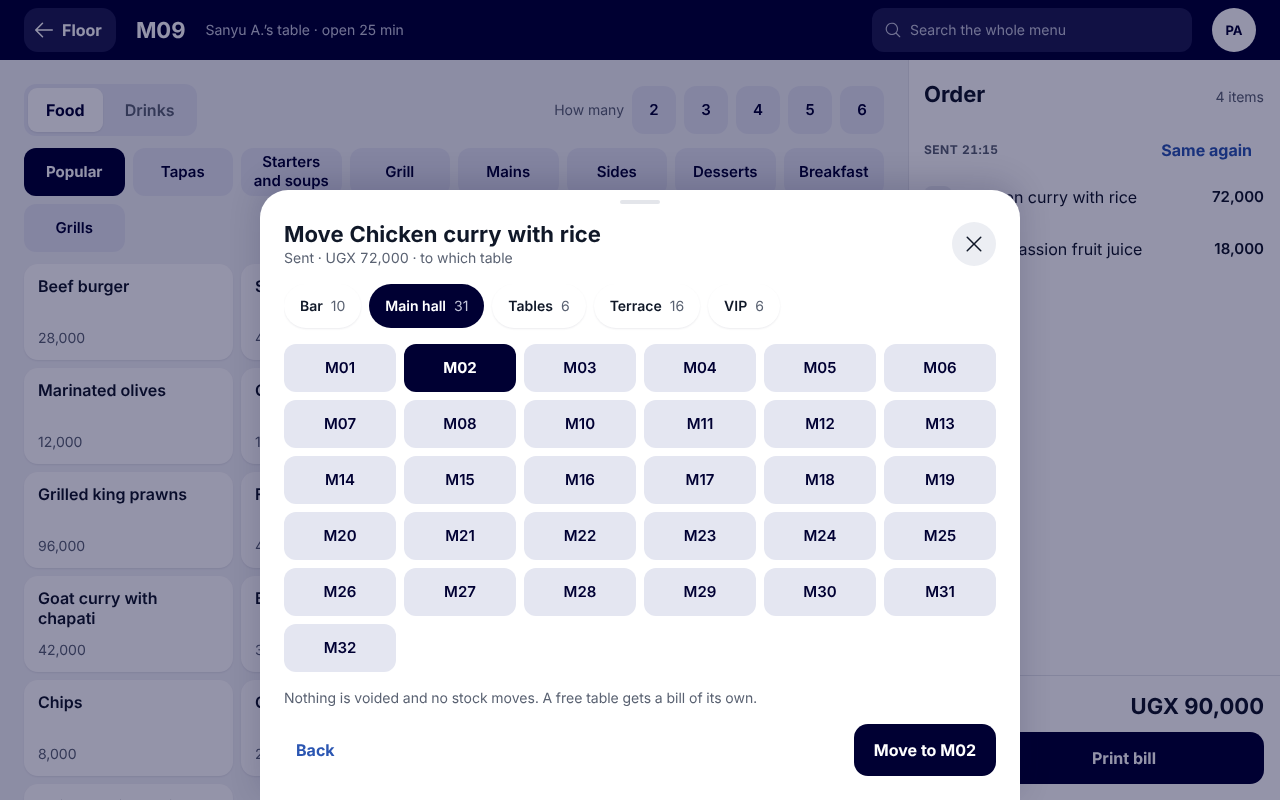 Floor
M09
Sanyu A.'s table · open 25 min
Search the whole menu
PA
Food
Drinks
How many
2
3
4
5
6
Popular
Tapas
Starters
and soups
Grill
Mains
Sides
Desserts
Breakfast
Grills
Beef burger
28,000
Marinated olives
12,000
Grilled king prawns
96,000
Goat curry with
chapati
42,000
Chips
8,000
Order
4 items
SENT 21:15
Same again
curry with rice
72,000
fruit juice
18,000
UGX 90,000
Print bill
Move Chicken curry with rice
Sent · UGX 72,000 · to which table
Bar 10
Main hall 31
Tables 6
Terrace 16
VIP 6
M01
M02
M03
M04
M05
M06
M07
M08
M10
M11
M12
M13
M14
M15
M16
M17
M18
M19
M20
M21
M22
M23
M24
M25
M26
M27
M28
M29
M30
M31
M32
Nothing is voided and no stock moves. A free table gets a bill of its own.
Back
Move to M02